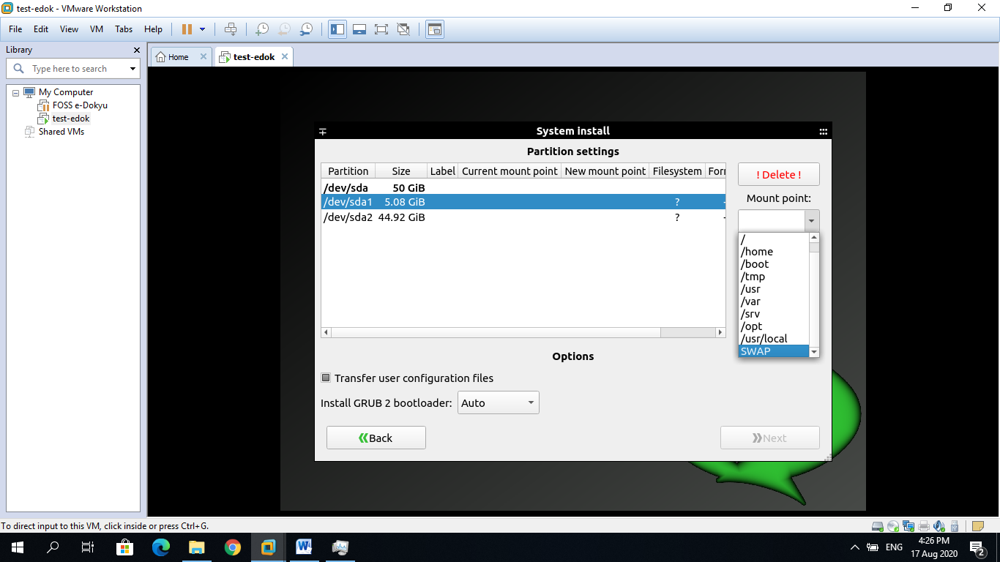 test-edok - VMware Workstation
File Edit View VM Tabs Help
Library
Type here to search
My Computer
FOSS e-Dokyu
test-edok
Shared VMs
Home
test-edok
System install
Partition settings
Partition Size Label Current mount point New mount point Filesystem Forr
/dev/sda 50 GiB
/dev/sda1 5.08 GiB ? -
/dev/sda2 44.92 GiB ? -
! Delete !
Mount point:
/
/home
/boot
/tmp
/usr
/var
/srv
/opt
/usr/local
SWAP
Options
Transfer user configuration files
Install GRUB 2 bootloader: Auto
Back
Next
To direct input to this VM, click inside or press Ctrl+G.
ENG
4:26 PM
17 Aug 2020
2